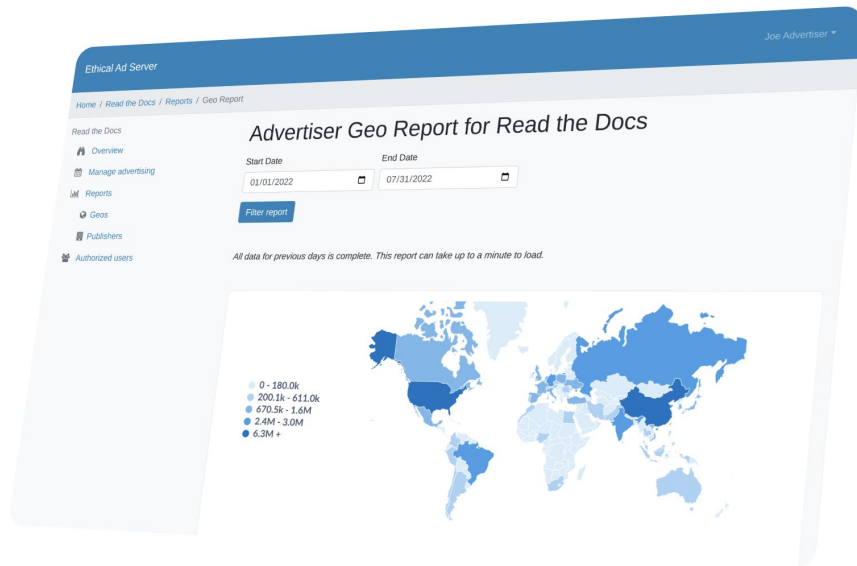 Ethical Ad Server
Joe Advertiser
Home / Read the Docs / Reports / Geo Report
Read the Docs
Overview
Manage advertising
Reports
Geos
Publishers
Authorized users
Advertiser Geo Report for Read the Docs
Start Date
End Date
01/01/2022
07/31/2022
Filter report
All data for previous days is complete. This report can take up to a minute to load.
0 - 180.0k
200.1k - 611.0k
670.5k - 1.6M
2.4M - 3.0M
6.3M +